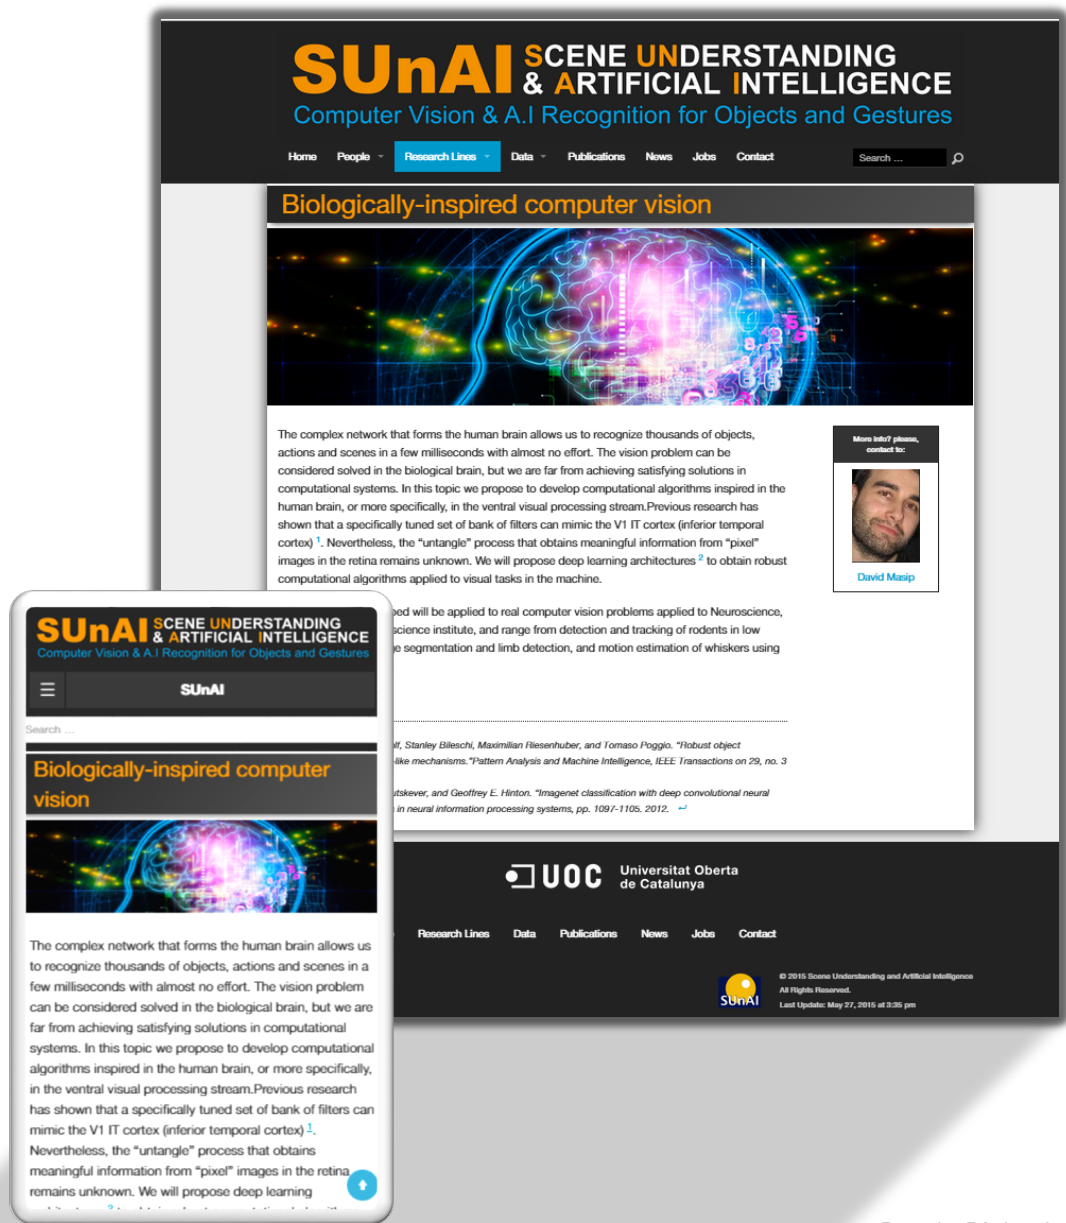 SUnAI SCENE UNDERSTANDING
& ARTIFICIAL INTELLIGENCE
Computer Vision & A.I Recognition for Objects and Gestures
Home People Research Lines Data Publications News Jobs Contact Search ...
Biologically-inspired computer vision
The complex network that forms the human brain allows us to recognize thousands of objects,
actions and scenes in a few milliseconds with almost no effort. The vision problem can be
considered solved in the biological brain, but we are far from achieving satisfying solutions in
computational systems. In this topic we propose to develop computational algorithms inspired in the
human brain, or more specifically, in the ventral visual processing stream.Previous research has
shown that a specifically tuned set of bank of filters can mimic the V1 IT cortex (inferior temporal
cortex) 1. Nevertheless, the “untangle” process that obtains meaningful information from “pixel”
images in the retina remains unknown. We will propose deep learning architectures 2 to obtain robust
computational algorithms applied to visual tasks in the machine.
will be applied to real computer vision problems applied to Neuroscience,
institute, and range from detection and tracking of rodents in low
segmentation and limb detection, and motion estimation of whiskers using
More info? please,
contact to:
David Masip
Stanley Bileschi, Maximilian Riesenhuber, and Tomaso Poggio. “Robust object
-like mechanisms.”Pattern Analysis and Machine Intelligence, IEEE Transactions on 29, no. 3
and Geoffrey E. Hinton. “Imagenet classification with deep convolutional neural
in neural information processing systems, pp. 1097-1105. 2012. ↩
UOC Universitat Oberta
de Catalunya
Research Lines Data Publications News Jobs Contact
SUnAI
© 2015 Scene Understanding and Artificial Intelligence
All Rights Reserved.
Last Update: May 27, 2015 at 3:35 pm
SUnAI SCENE UNDERSTANDING
& ARTIFICIAL INTELLIGENCE
Computer Vision & A.I Recognition for Objects and Gestures
SUnAI
Search ...
Biologically-inspired computer
vision
The complex network that forms the human brain allows us
to recognize thousands of objects, actions and scenes in a
few milliseconds with almost no effort. The vision problem
can be considered solved in the biological brain, but we are
far from achieving satisfying solutions in computational
systems. In this topic we propose to develop computational
algorithms inspired in the human brain, or more specifically,
in the ventral visual processing stream.Previous research
has shown that a specifically tuned set of bank of filters can
mimic the V1 IT cortex (inferior temporal cortex) 1.
Nevertheless, the “untangle” process that obtains
meaningful information from “pixel” images in the retina
remains unknown. We will propose deep learning